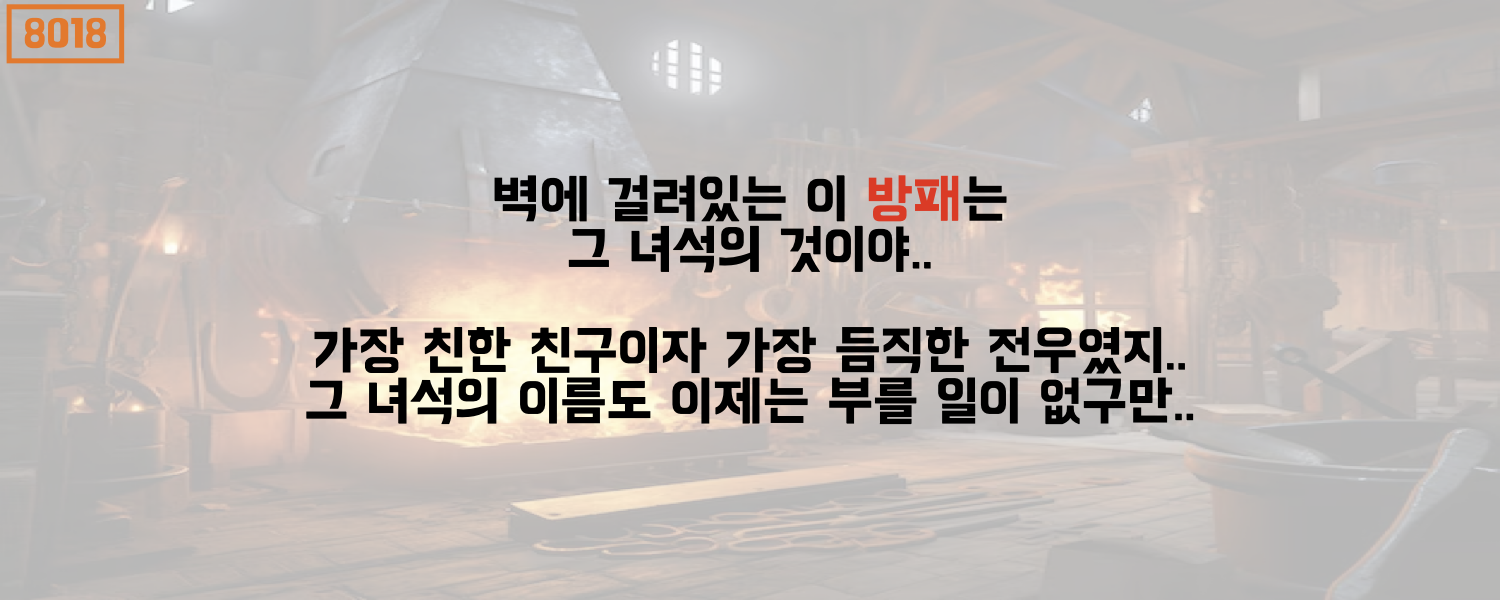 8018
벽에 걸려있는 이 방패는
그 녀석의 것이야..
가장 친한 친구이자 가장 듬직한 전우였지..
그 녀석의 이름도 이제는 부를 일이 없구만..